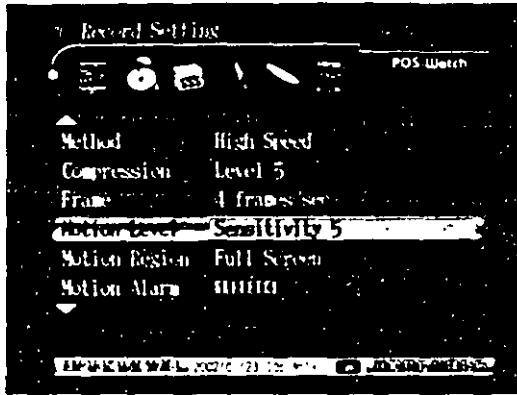 Record Setting
POS-Watch
Method High Speed
Compression Level 5
Frame 4 frames/sec
Motion Level Sensitivity 5
Motion Region Full Screen
Motion Alarm